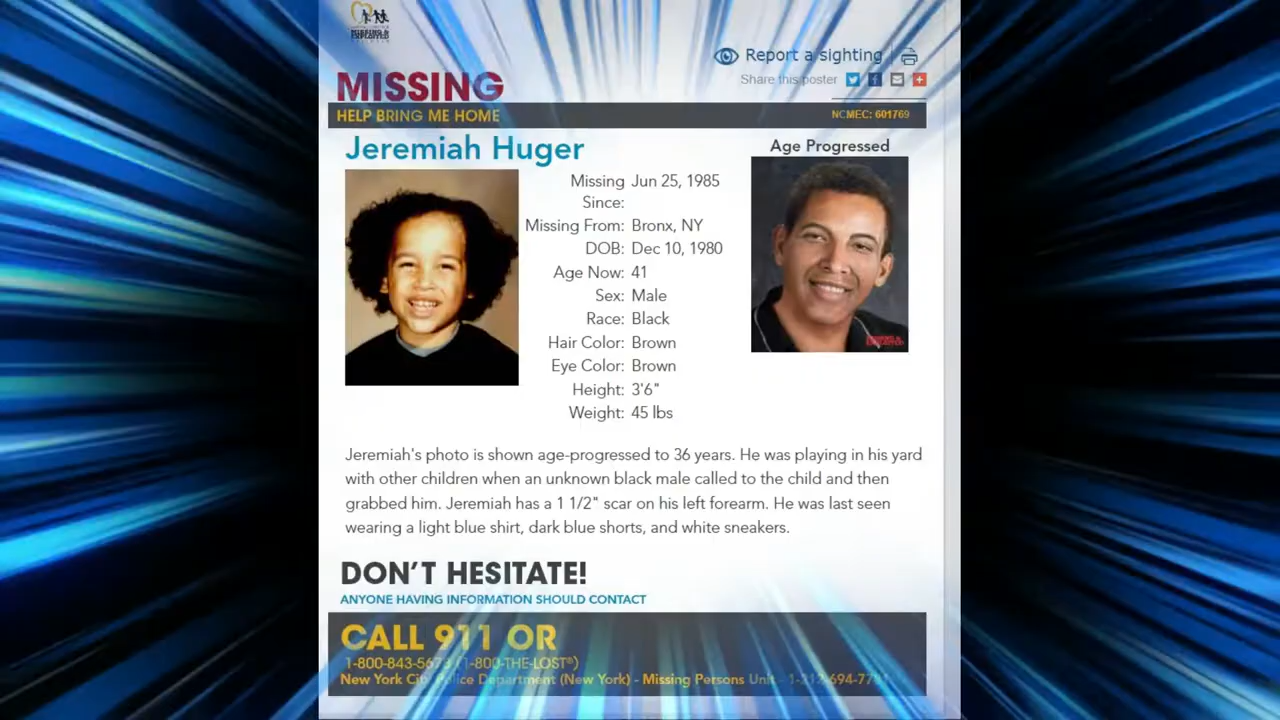 MISSING &
EXPLOITED
Report a sighting
Share this poster
MISSING
HELP BRING ME HOME
NCMEC: 601769
Jeremiah Huger
Age Progressed
Missing Since: Jun 25, 1985
Missing From: Bronx, NY
DOB: Dec 10, 1980
Age Now: 41
Sex: Male
Race: Black
Hair Color: Brown
Eye Color: Brown
Height: 3'6"
Weight: 45 lbs
Jeremiah's photo is shown age-progressed to 36 years. He was playing in his yard
with other children when an unknown black male called to the child and then
grabbed him. Jeremiah has a 1 1/2" scar on his left forearm. He was last seen
wearing a light blue shirt, dark blue shorts, and white sneakers.
DON'T HESITATE!
ANYONE HAVING INFORMATION SHOULD CONTACT
CALL 911 OR
1-800-843-5678 (1-800-THE-LOST®)
New York City Police Department (New York) - Missing Persons Unit -